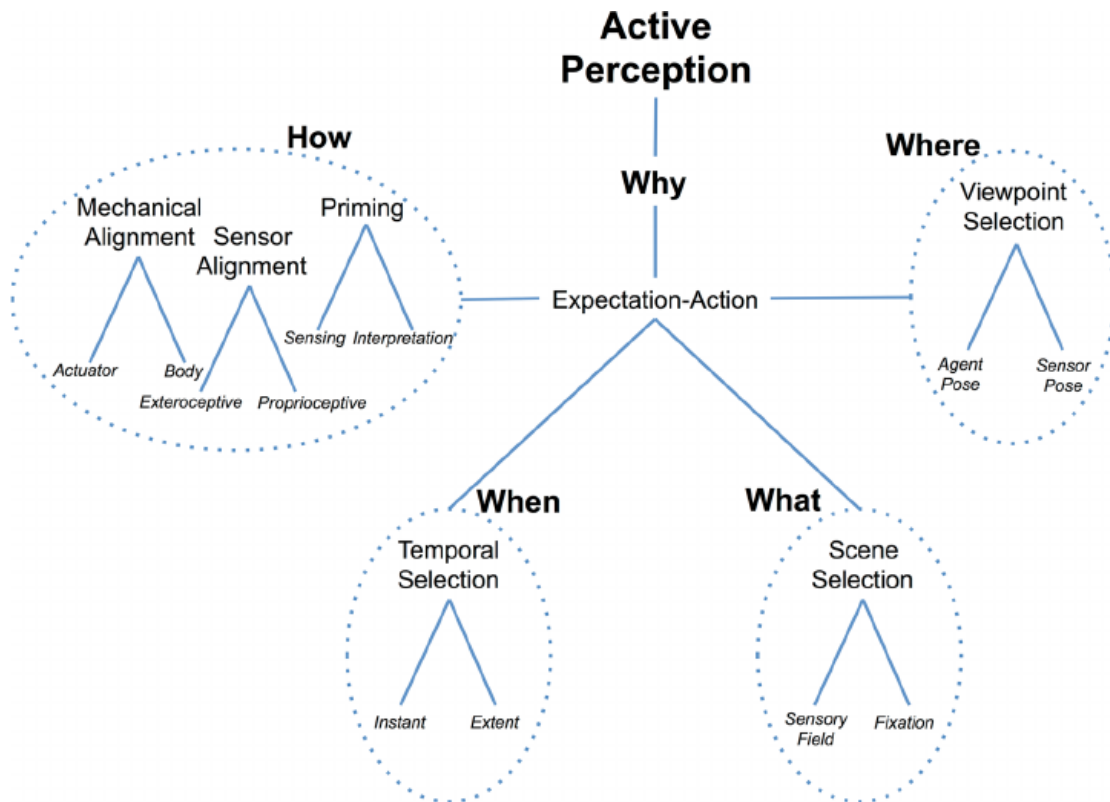 Active
Perception
How
Where
Why
Mechanical
Alignment
Sensor
Alignment
Priming
Viewpoint
Selection
Expectation-Action
Sensing Interpretation
Actuator
Body
Exteroceptive
Proprioceptive
Agent
Pose
Sensor
Pose
When
What
Temporal
Selection
Scene
Selection
Instant
Extent
Sensory
Field
Fixation